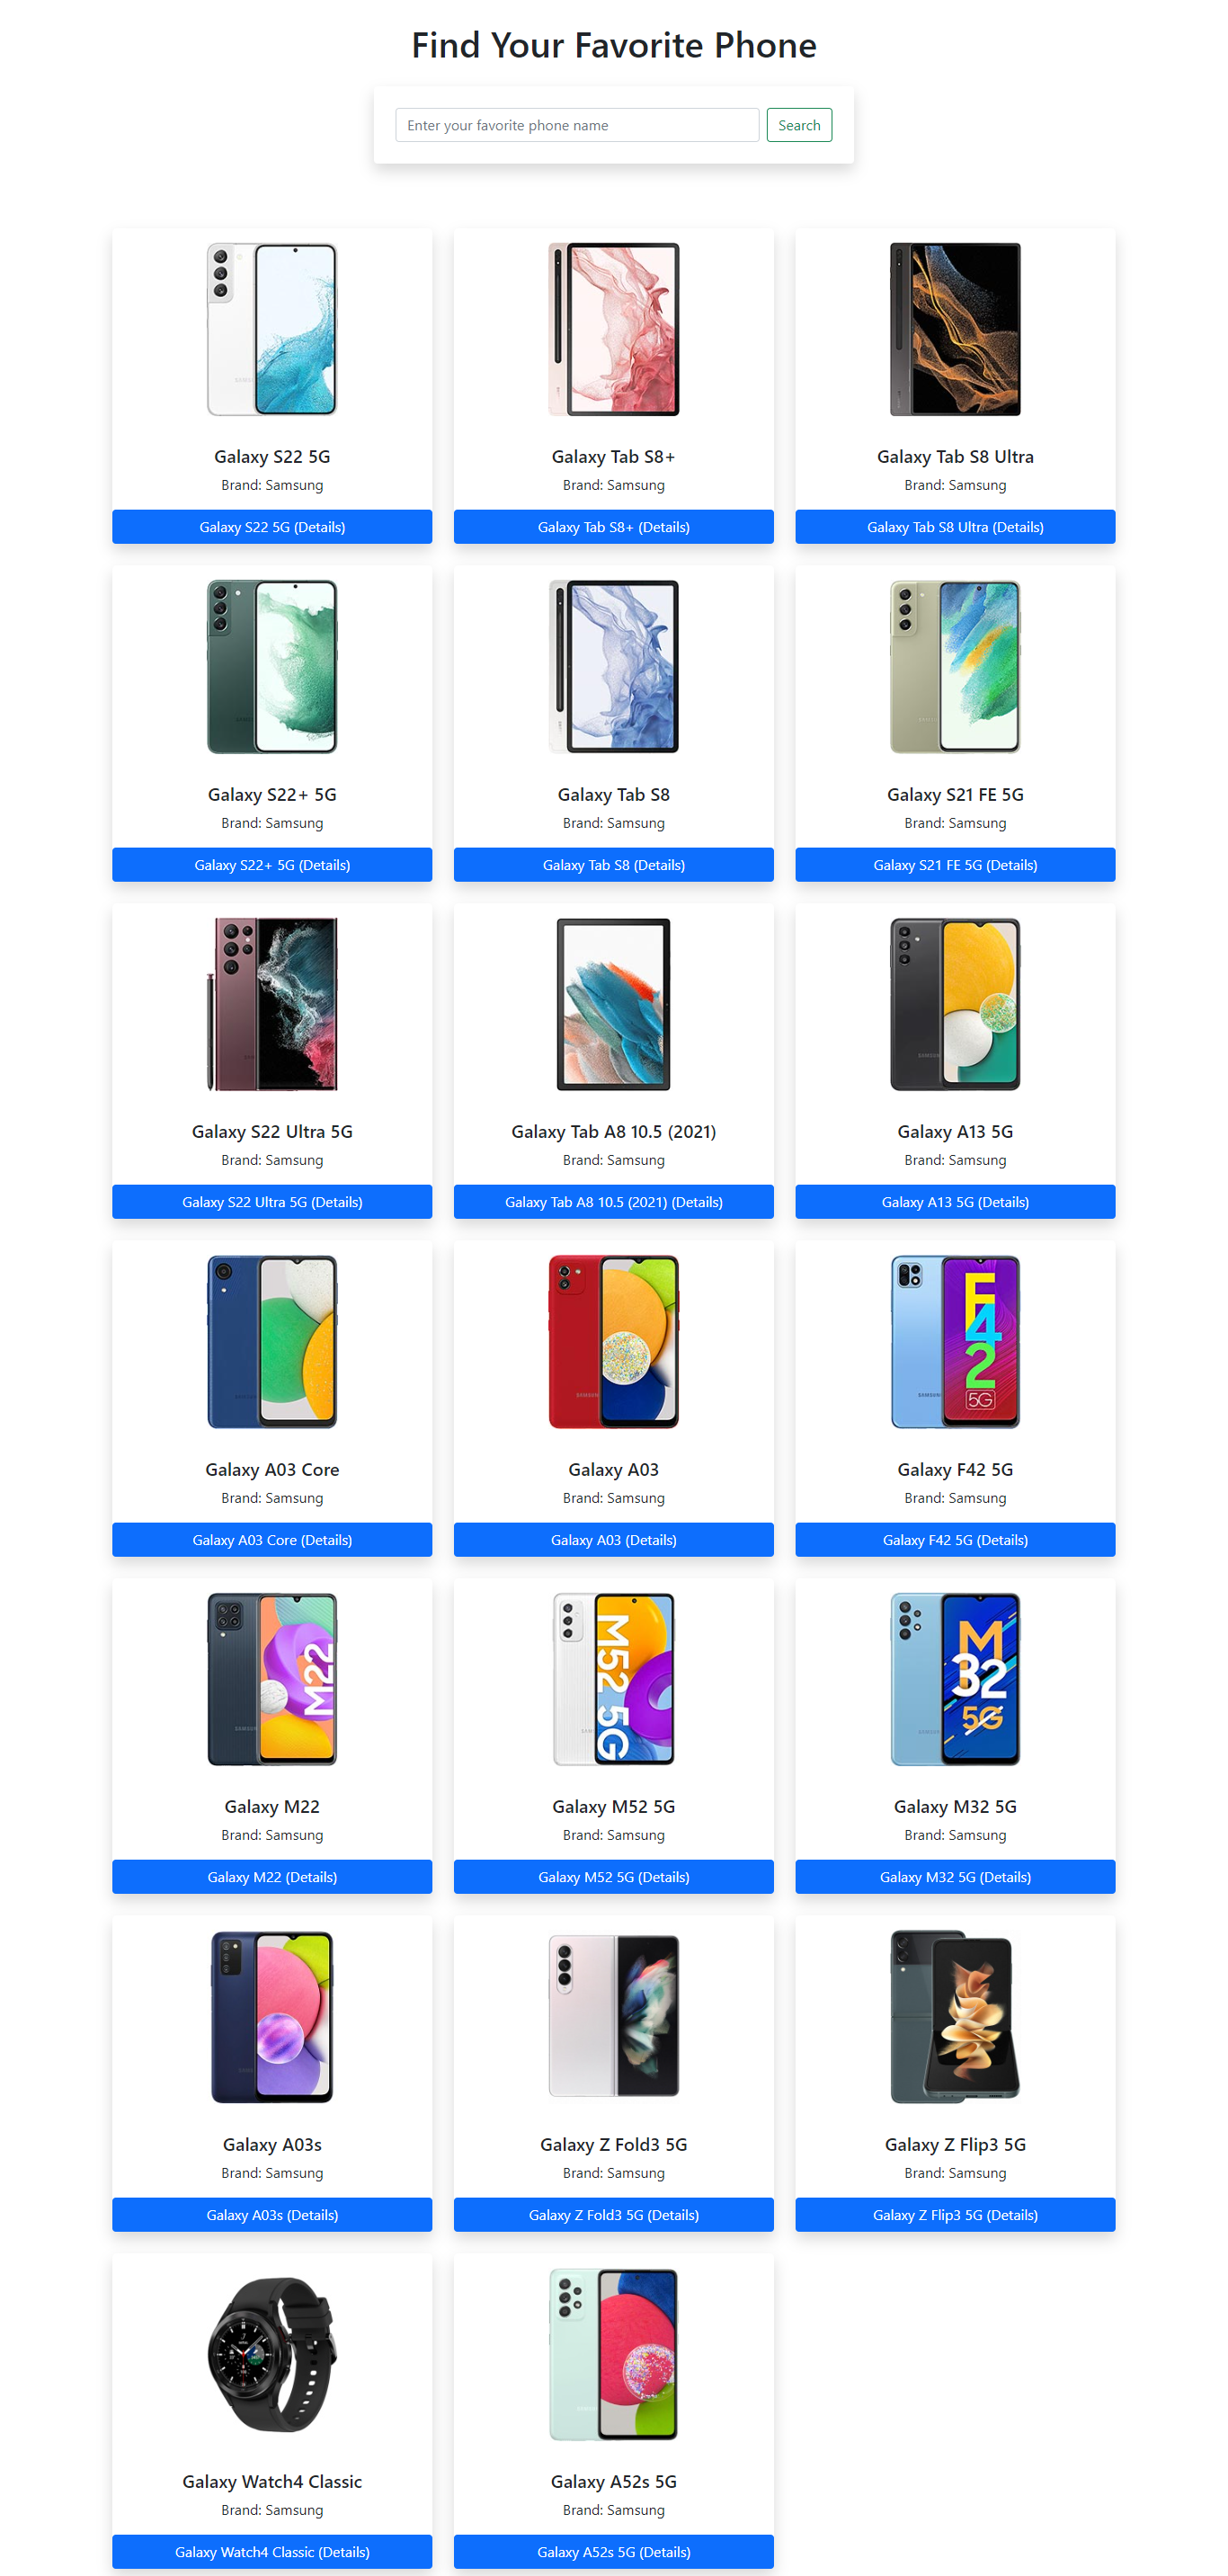 Find Your Favorite Phone
Enter your favorite phone name
Search
Galaxy S22 5G
Brand: Samsung
Galaxy S22 5G (Details)
Galaxy Tab S8+
Brand: Samsung
Galaxy Tab S8+ (Details)
Galaxy Tab S8 Ultra
Brand: Samsung
Galaxy Tab S8 Ultra (Details)
Galaxy S22+ 5G
Brand: Samsung
Galaxy S22+ 5G (Details)
Galaxy Tab S8
Brand: Samsung
Galaxy Tab S8 (Details)
Galaxy S21 FE 5G
Brand: Samsung
Galaxy S21 FE 5G (Details)
Galaxy S22 Ultra 5G
Brand: Samsung
Galaxy S22 Ultra 5G (Details)
Galaxy Tab A8 10.5 (2021)
Brand: Samsung
Galaxy Tab A8 10.5 (2021) (Details)
SAMSUNG
Galaxy A13 5G
Brand: Samsung
Galaxy A13 5G (Details)
Galaxy A03 Core
Brand: Samsung
Galaxy A03 Core (Details)
SAMSUNG
Galaxy A03
Brand: Samsung
Galaxy A03 (Details)
F
42
5G
Galaxy F42 5G
Brand: Samsung
Galaxy F42 5G (Details)
M22
Galaxy M22
Brand: Samsung
Galaxy M22 (Details)
M52 5G
Galaxy M52 5G
Brand: Samsung
Galaxy M52 5G (Details)
M
32
5G
Galaxy M32 5G
Brand: Samsung
Galaxy M32 5G (Details)
Galaxy A03s
Brand: Samsung
Galaxy A03s (Details)
Galaxy Z Fold3 5G
Brand: Samsung
Galaxy Z Fold3 5G (Details)
Galaxy Z Flip3 5G
Brand: Samsung
Galaxy Z Flip3 5G (Details)
Galaxy Watch4 Classic
Brand: Samsung
Galaxy Watch4 Classic (Details)
Galaxy A52s 5G
Brand: Samsung
Galaxy A52s 5G (Details)